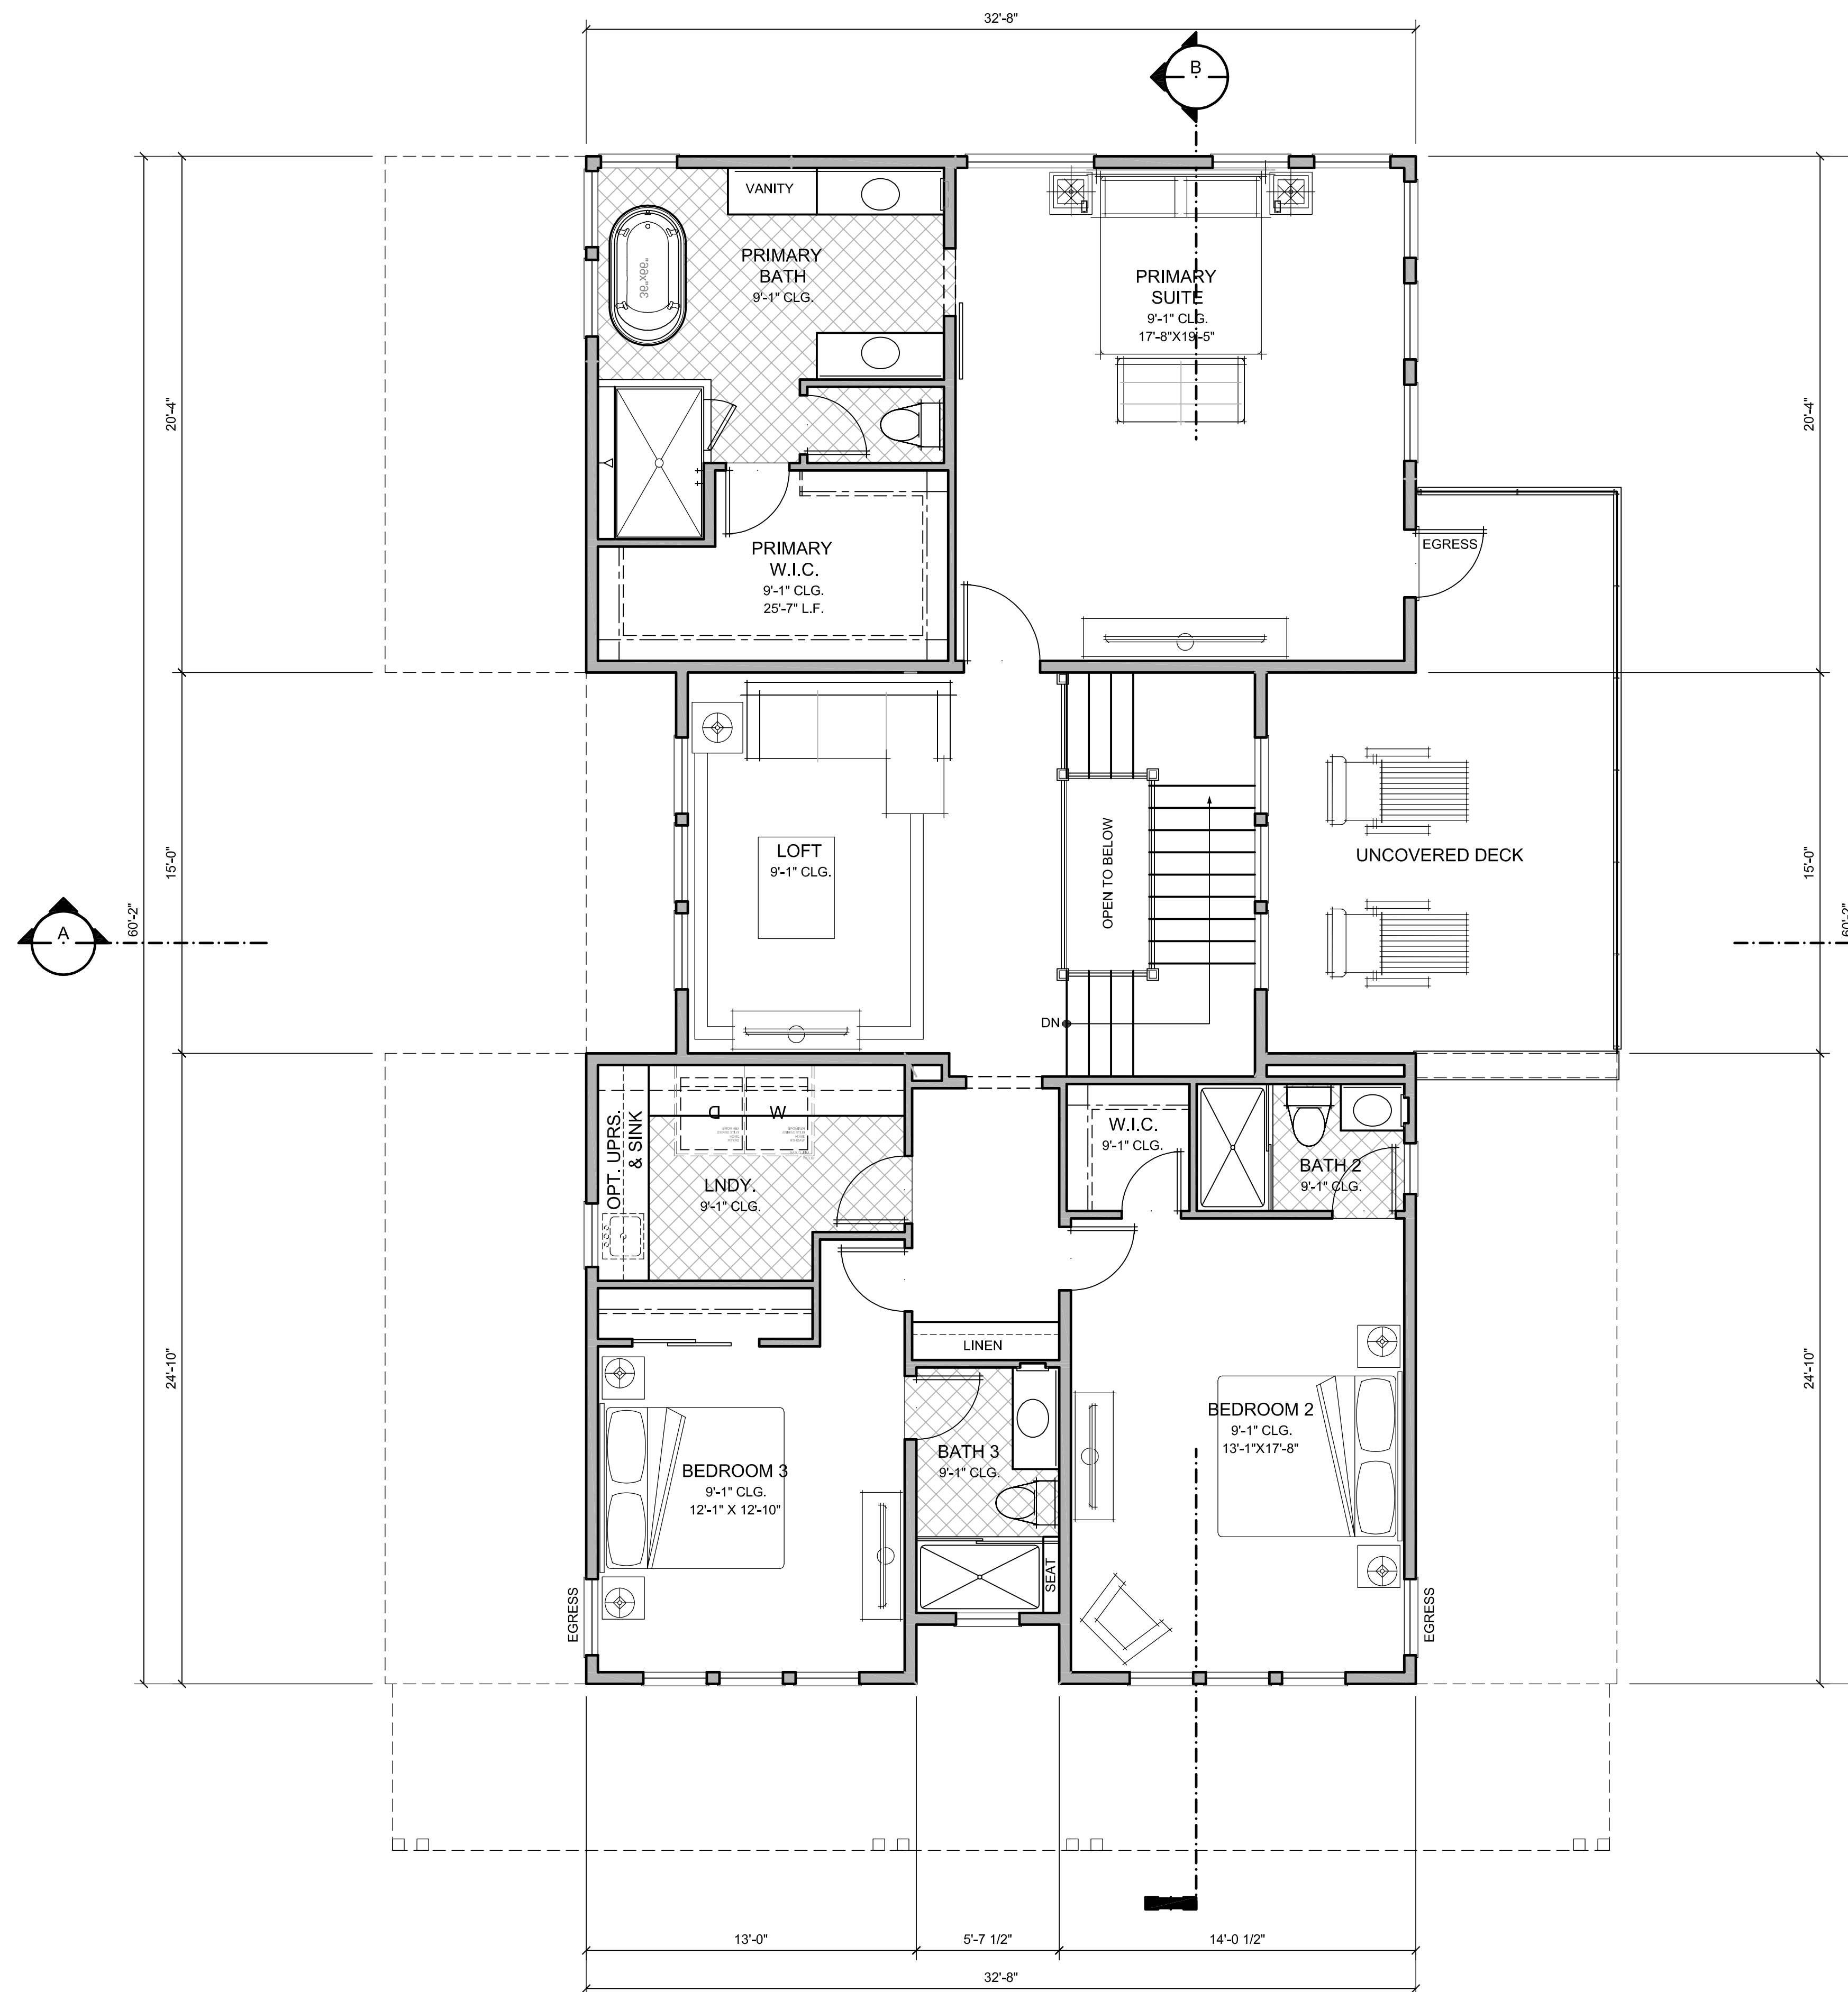 32'-8"
B
VANITY
PRIMARY
BATH
9'-1" CLG.
36"x66"
PRIMARY
SUITE
9'-1" CLG.
17'-8"X19'-5"
20'-4"
20'-4"
EGRESS
PRIMARY
W.I.C.
9'-1" CLG.
25'-7" L.F.
LOFT
9'-1" CLG.
OPEN TO BELOW
UNCOVERED DECK
15'-0"
15'-0"
A
60'-2"
60'-2"
DN
OPT. UPRS.
& SINK
D
W
LNDY.
9'-1" CLG.
W.I.C.
9'-1" CLG.
BATH 2
9'-1" CLG.
LINEN
24'-10"
24'-10"
BEDROOM 2
9'-1" CLG.
13'-1"X17'-8"
BATH 3
9'-1" CLG.
BEDROOM 3
9'-1" CLG.
12'-1" X 12'-10"
SEAT
EGRESS
EGRESS
13'-0"
5'-7 1/2"
14'-0 1/2"
32'-8"